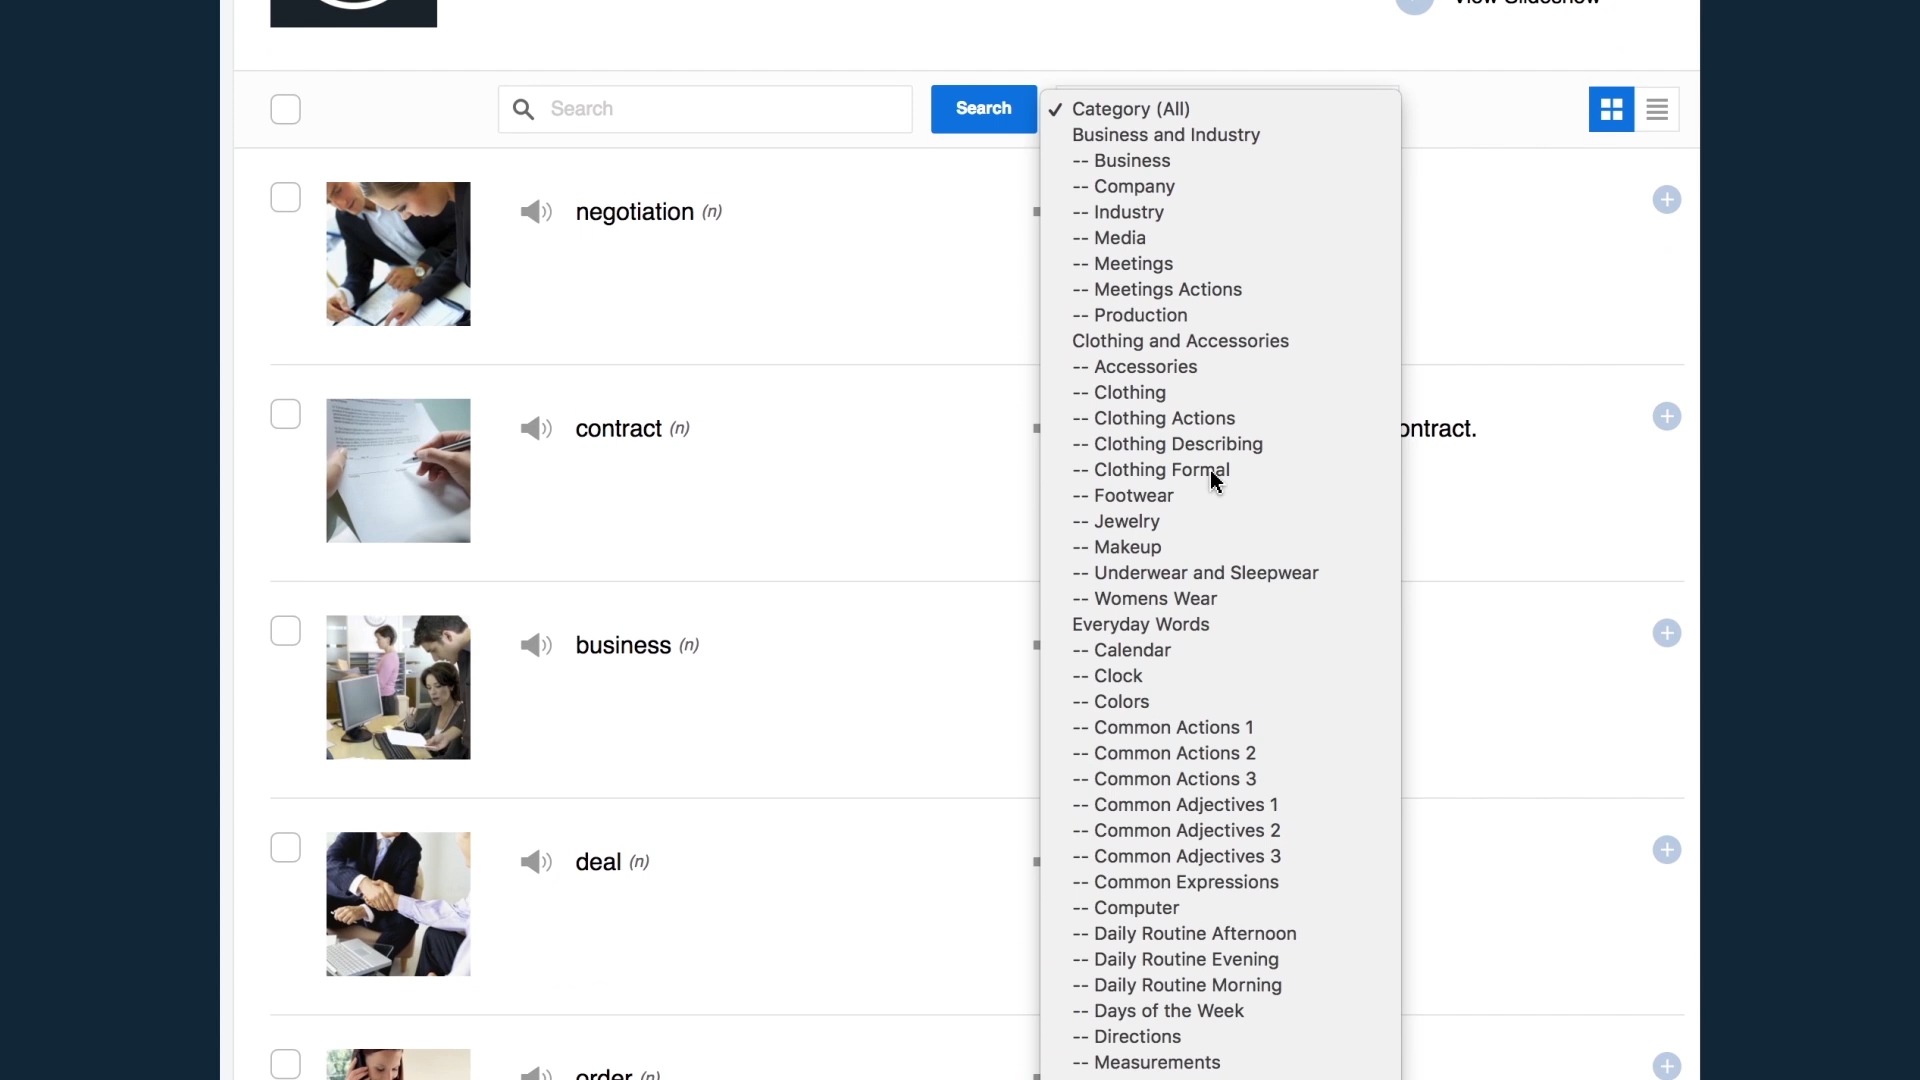 View Slideshow
Search
Search
✓ Category (All)
Business and Industry
-- Business
-- Company
-- Industry
-- Media
-- Meetings
-- Meetings Actions
-- Production
Clothing and Accessories
-- Accessories
-- Clothing
-- Clothing Actions
-- Clothing Describing
-- Clothing Formal
-- Footwear
-- Jewelry
-- Makeup
-- Underwear and Sleepwear
-- Womens Wear
Everyday Words
-- Calendar
-- Clock
-- Colors
-- Common Actions 1
-- Common Actions 2
-- Common Actions 3
-- Common Adjectives 1
-- Common Adjectives 2
-- Common Adjectives 3
-- Common Expressions
-- Computer
-- Daily Routine Afternoon
-- Daily Routine Evening
-- Daily Routine Morning
-- Days of the Week
-- Directions
-- Measurements
negotiation (n)
contract (n)
ontract.
business (n)
deal (n)
order (n)